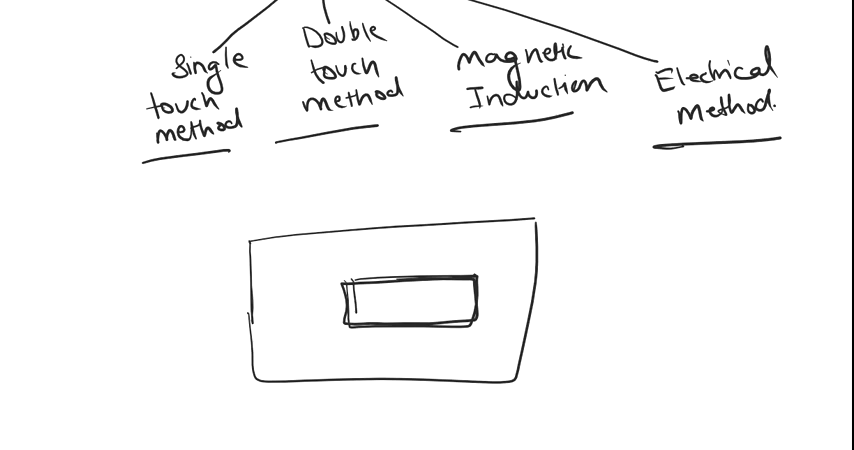 Single
touch
method
Double
touch
method
Magnetic
Induction
Electrical
Method.